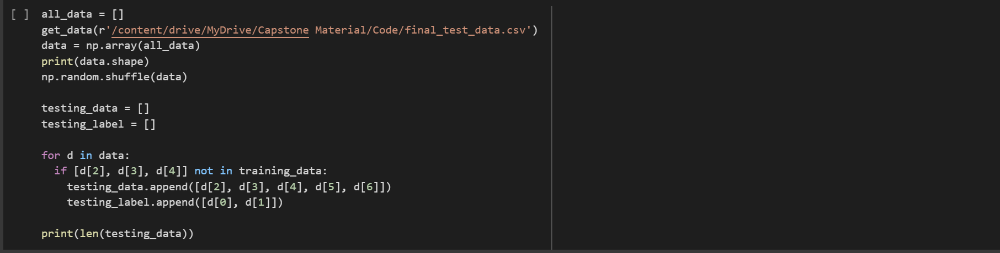 [ ] all_data = []
get_data(r'/content/drive/MyDrive/Capstone Material/Code/final_test_data.csv')
data = np.array(all_data)
print(data.shape)
np.random.shuffle(data)

testing_data = []
testing_label = []

for d in data:
  if [d[2], d[3], d[4]] not in training_data:
    testing_data.append([d[2], d[3], d[4], d[5], d[6]])
    testing_label.append([d[0], d[1]])

print(len(testing_data))